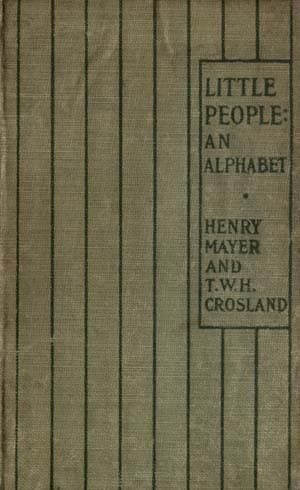 LITTLE
PEOPLE:
AN
ALPHABET
•
HENRY
MAYER
AND
T.W.H.
CROSLAND